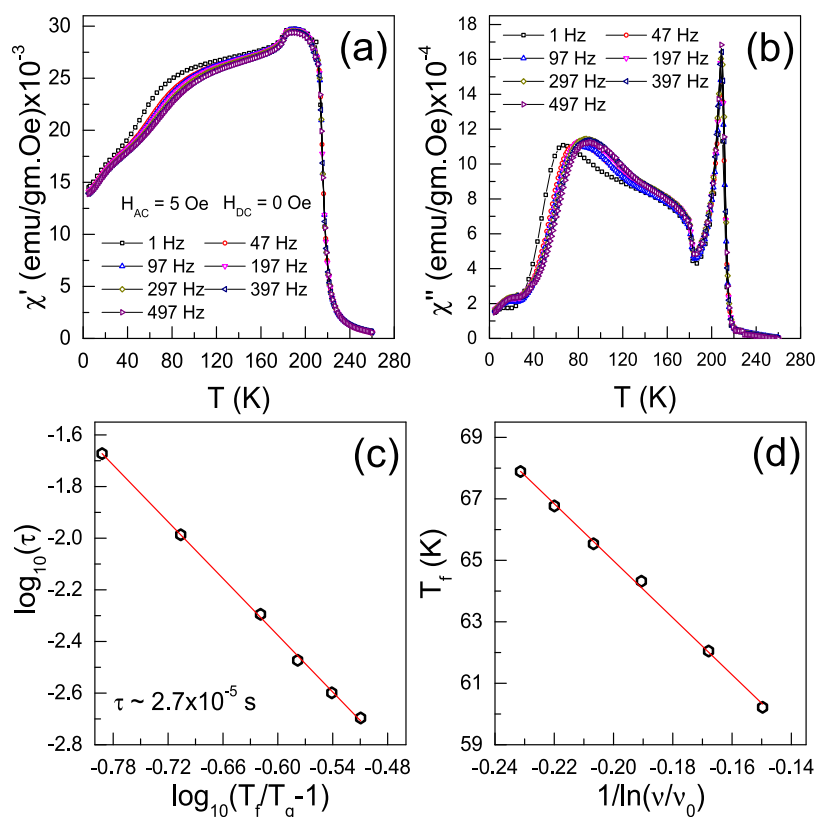 (a)
χ' (emu/gm.Oe)x10⁻³
35
30
25
20
15
10
5
0
H_AC = 5 Oe H_DC = 0 Oe
1 Hz 47 Hz
97 Hz 197 Hz
297 Hz 397 Hz
497 Hz
0 40 80 120 160 200 240 280
T (K)
(b)
χ'' (emu/gm.Oe)x10⁻⁴
18
16
14
12
10
8
6
4
2
0
1 Hz 47 Hz
97 Hz 197 Hz
297 Hz 397 Hz
497 Hz
0 40 80 120 160 200 240 280
T (K)
(c)
log₁₀(τ)
-1.6
-1.8
-2.0
-2.2
-2.4
-2.6
-2.8
τ ~ 2.7x10⁻⁵ s
-0.78 -0.72 -0.66 -0.60 -0.54 -0.48
log₁₀(T_f/T_g-1)
(d)
T_f (K)
69
68
67
65
64
62
60
59
-0.24 -0.22 -0.20 -0.18 -0.16 -0.14
1/ln(ν/ν₀)